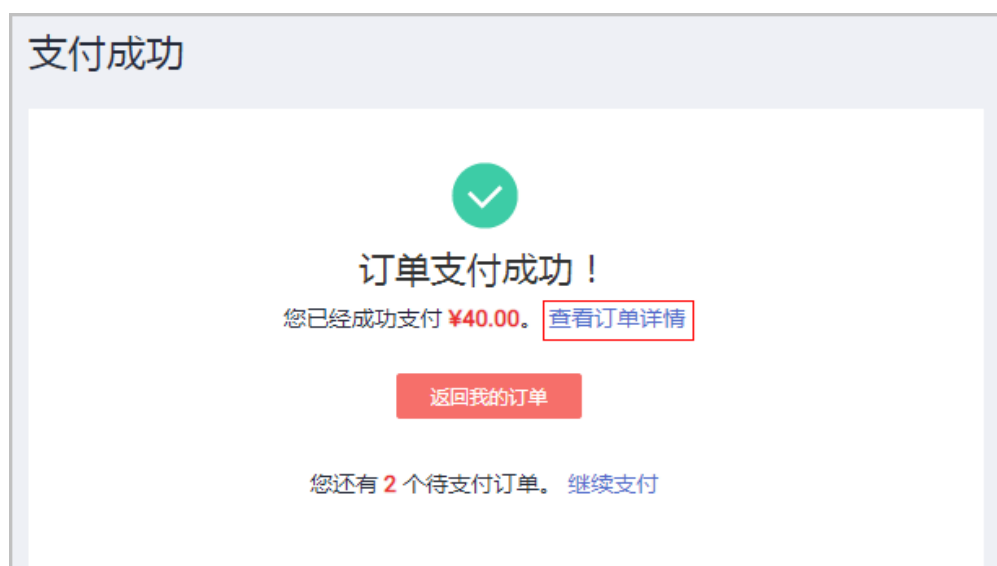 支付成功
订单支付成功！
您已经成功支付 ¥40.00。 查看订单详情
返回我的订单
您还有 2 个待支付订单。 继续支付